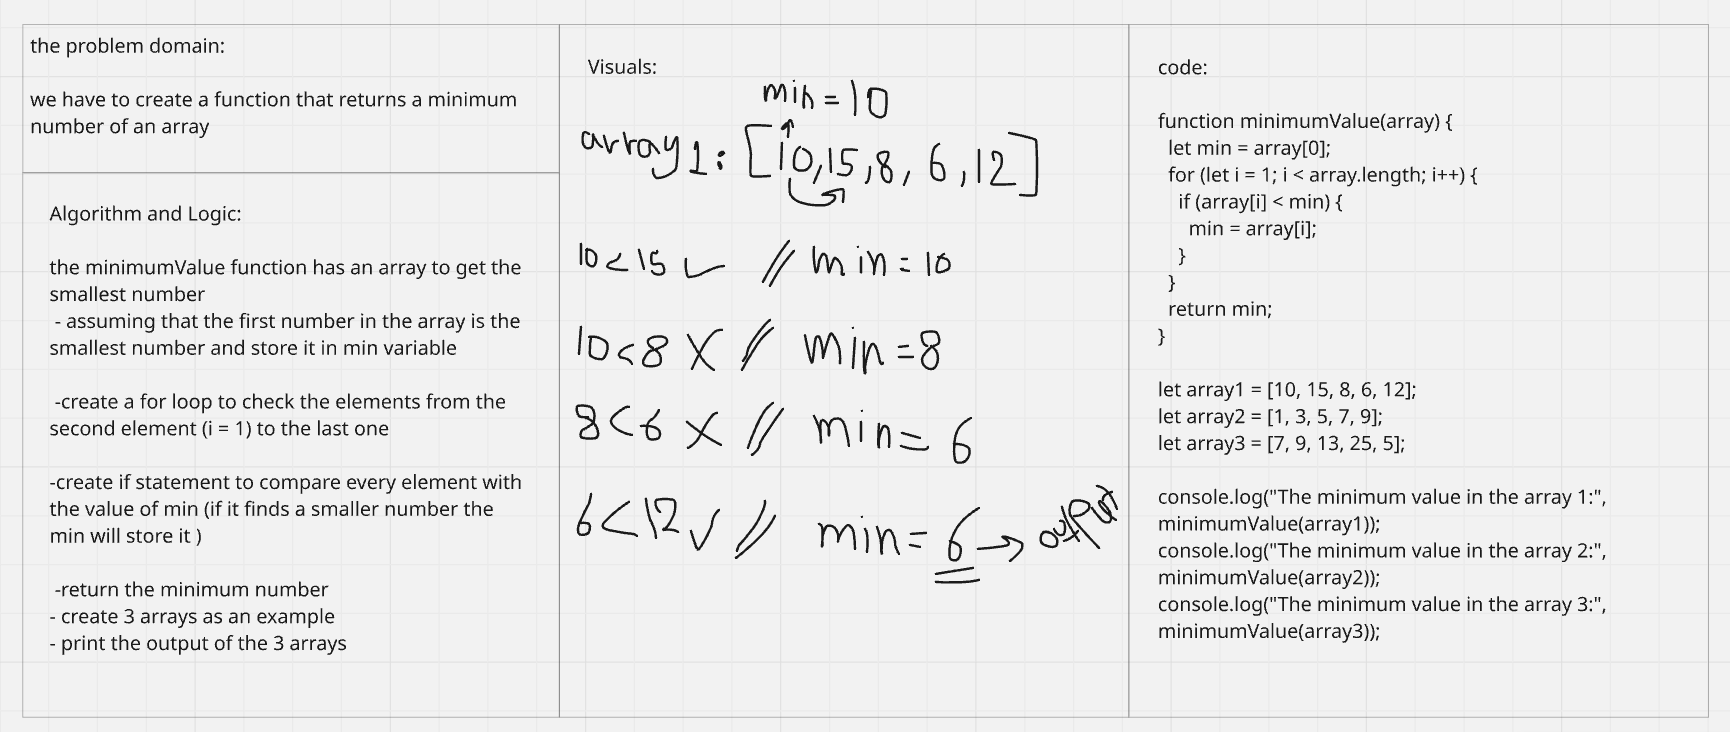 the problem domain:
we have to create a function that returns a minimum
number of an array
Algorithm and Logic:
the minimumValue function has an array to get the
smallest number
- assuming that the first number in the array is the
smallest number and store it in min variable
-create a for loop to check the elements from the
second element (i = 1) to the last one
-create if statement to compare every element with
the value of min (if it finds a smaller number the
min will store it )
-return the minimum number
- create 3 arrays as an example
- print the output of the 3 arrays
Visuals:
min = 10
array1: [10,15,8, 6,12]
10<15 ✓ // min = 10
10<8 X // min =8
8<6 X // min= 6
6<12 ✓ // min= 6 → output
code:
function minimumValue(array) {
let min = array[0];
for (let i = 1; i < array.length; i++) {
if (array[i] < min) {
min = array[i];
}
}
return min;
}
let array1 = [10, 15, 8, 6, 12];
let array2 = [1, 3, 5, 7, 9];
let array3 = [7, 9, 13, 25, 5];
console.log("The minimum value in the array 1:",
minimumValue(array1));
console.log("The minimum value in the array 2:",
minimumValue(array2));
console.log("The minimum value in the array 3:",
minimumValue(array3));